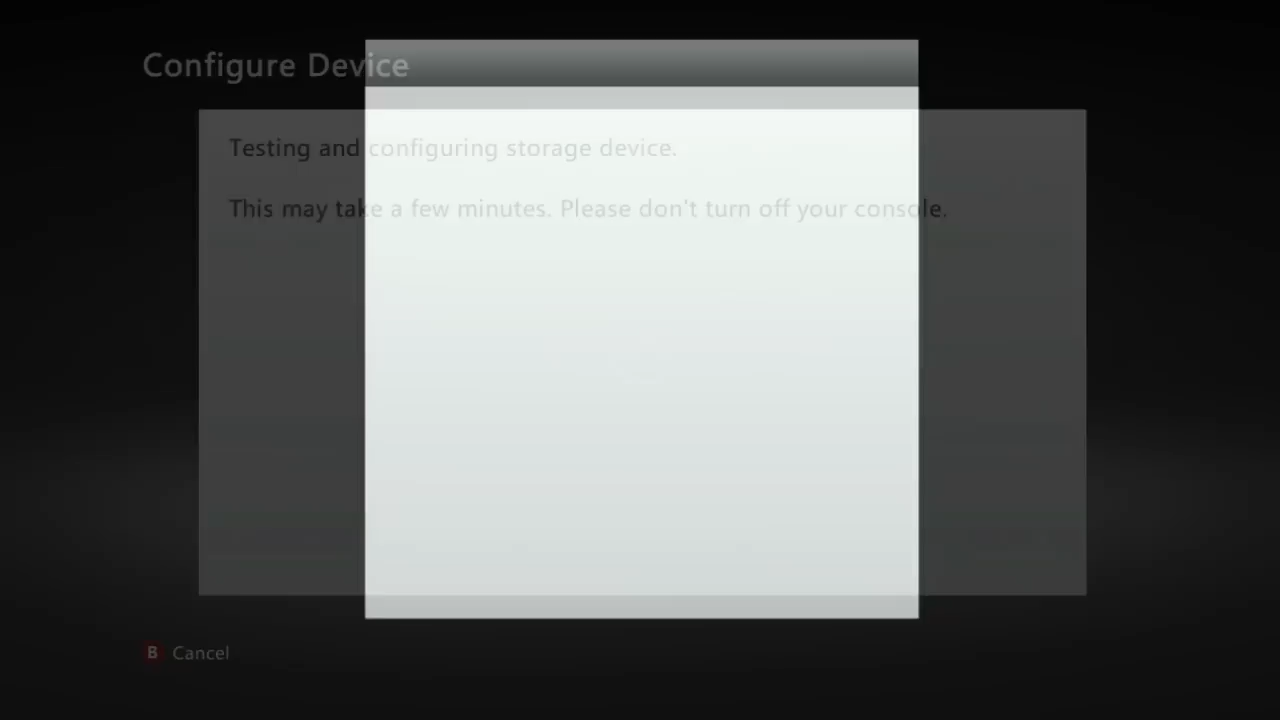 Configure Device
Testing and configuring storage device.
This may take a few minutes. Please don't turn off your console.
B Cancel